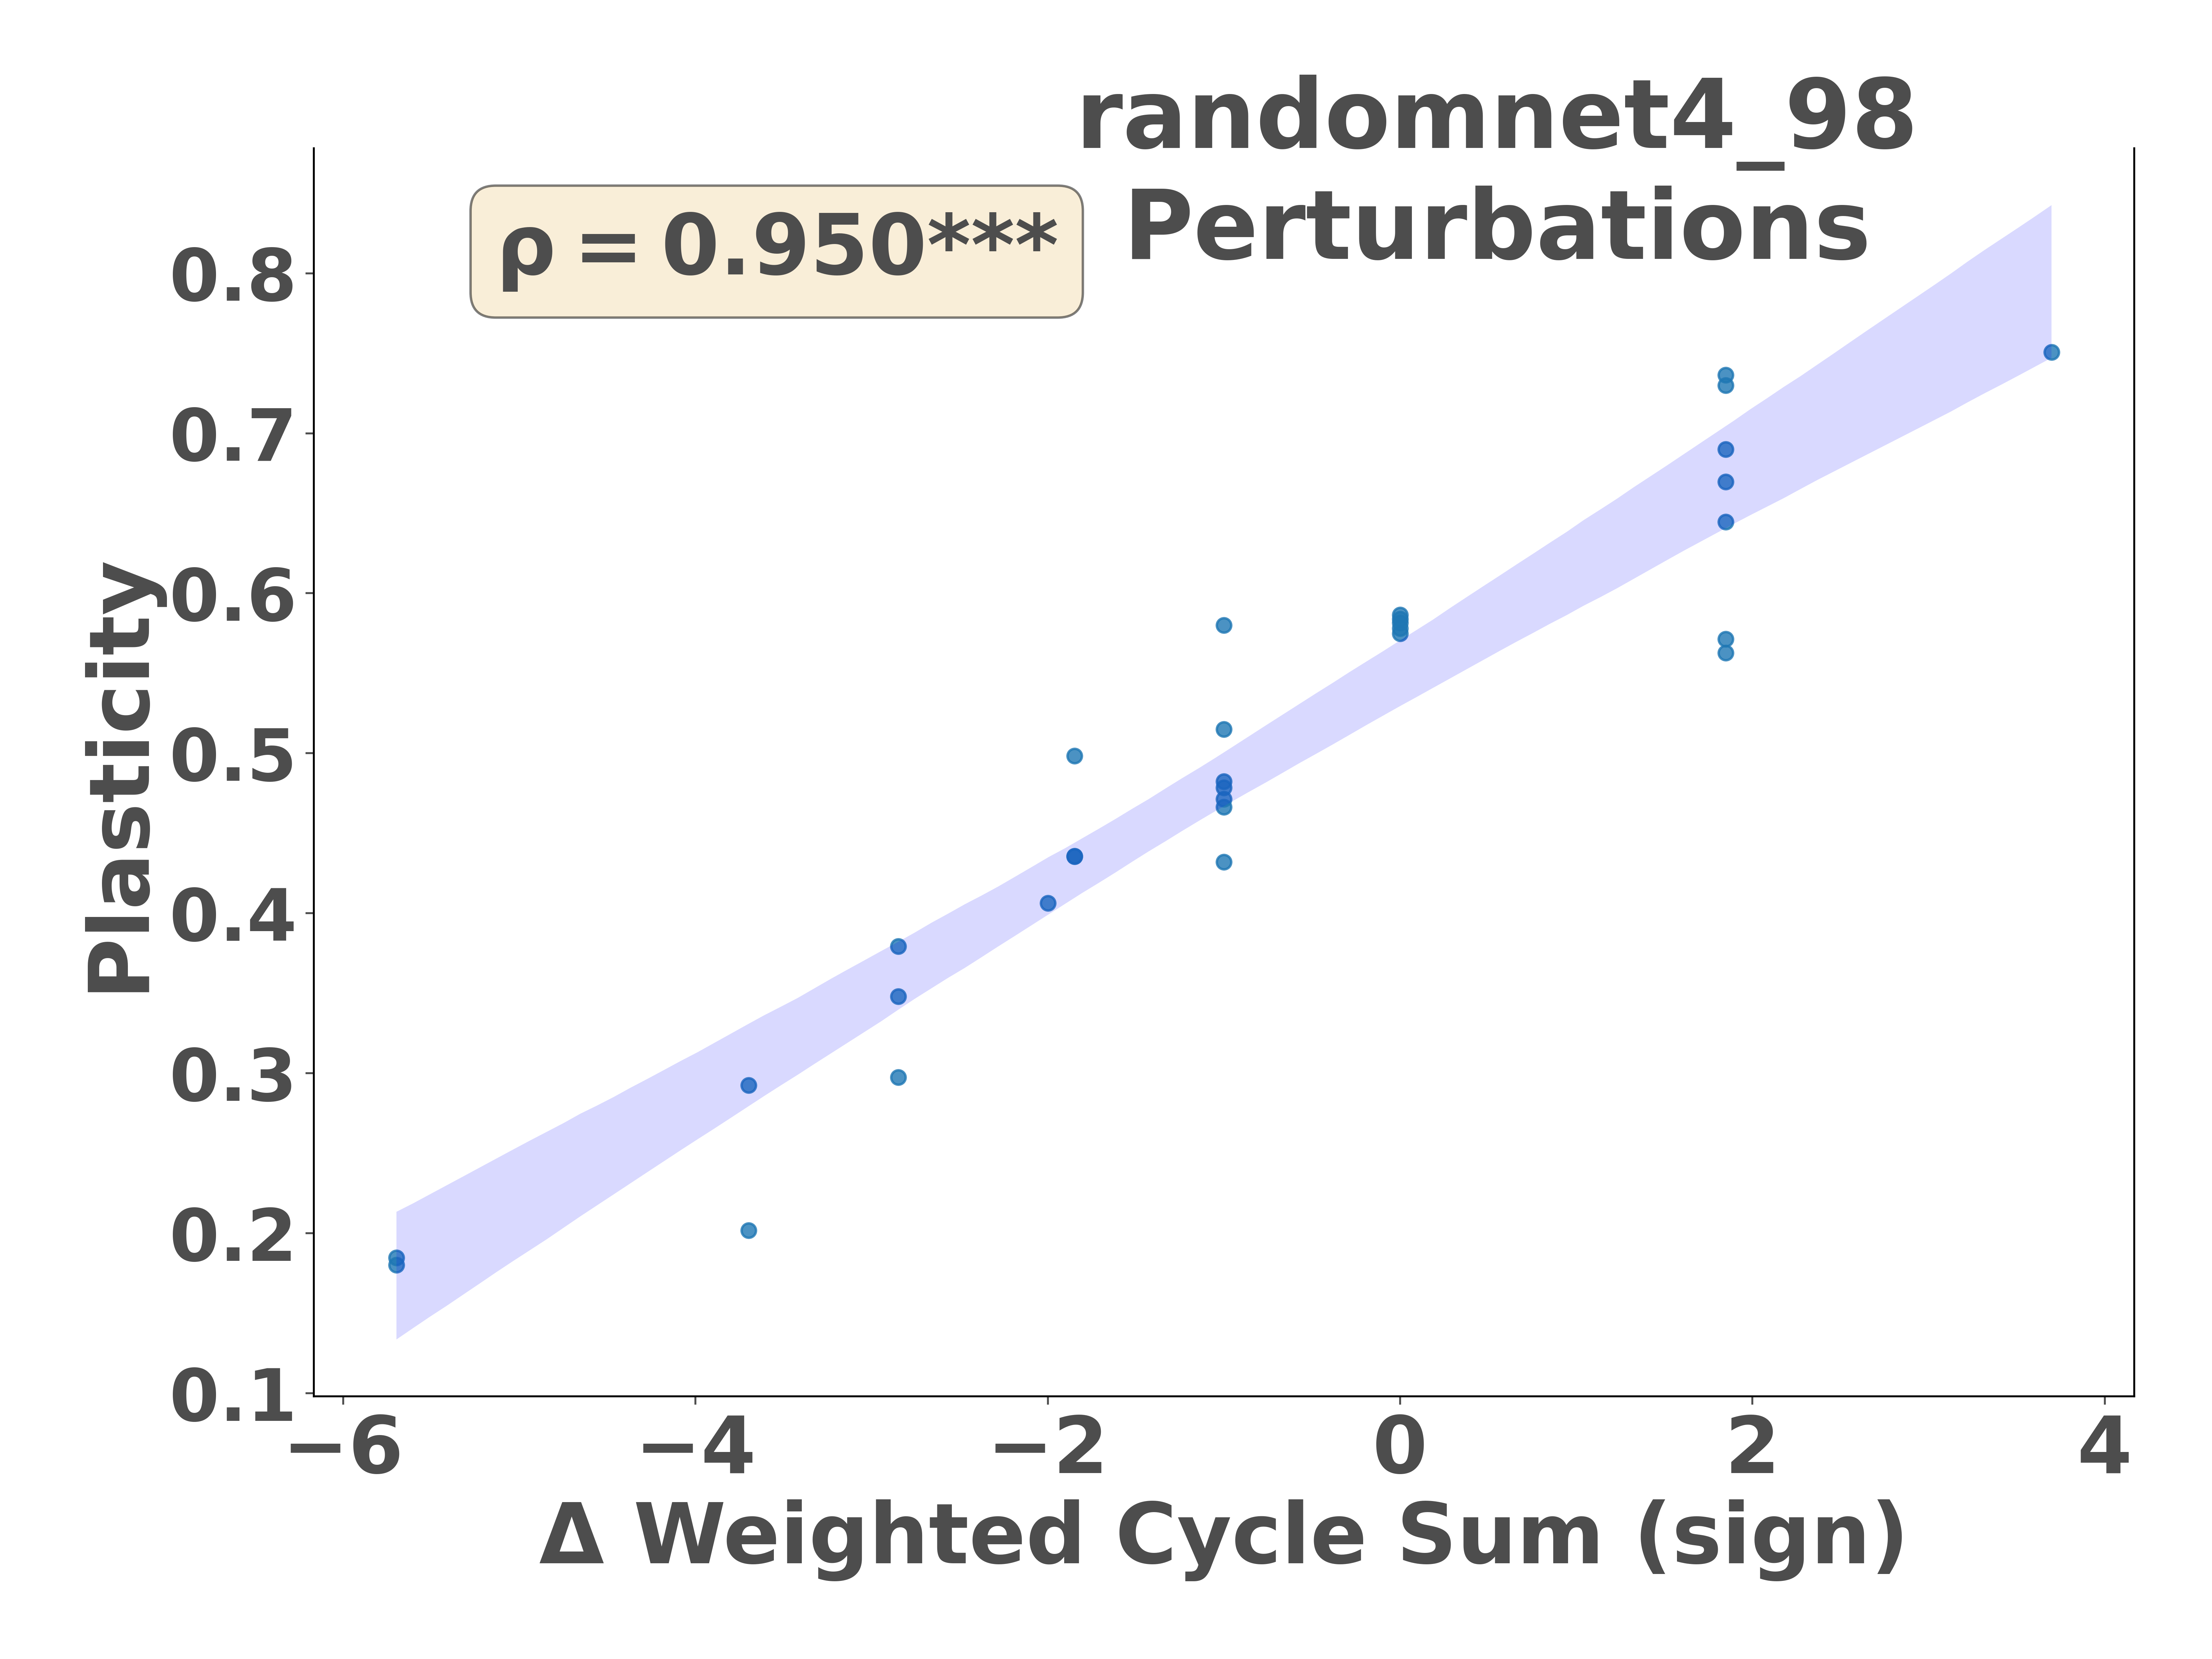 randomnet4_98
Perturbations
ρ = 0.950***
Plasticity
0.8
0.7
0.6
0.5
0.4
0.3
0.2
0.1
−6 −4 −2 0 2 4
Δ Weighted Cycle Sum (sign)